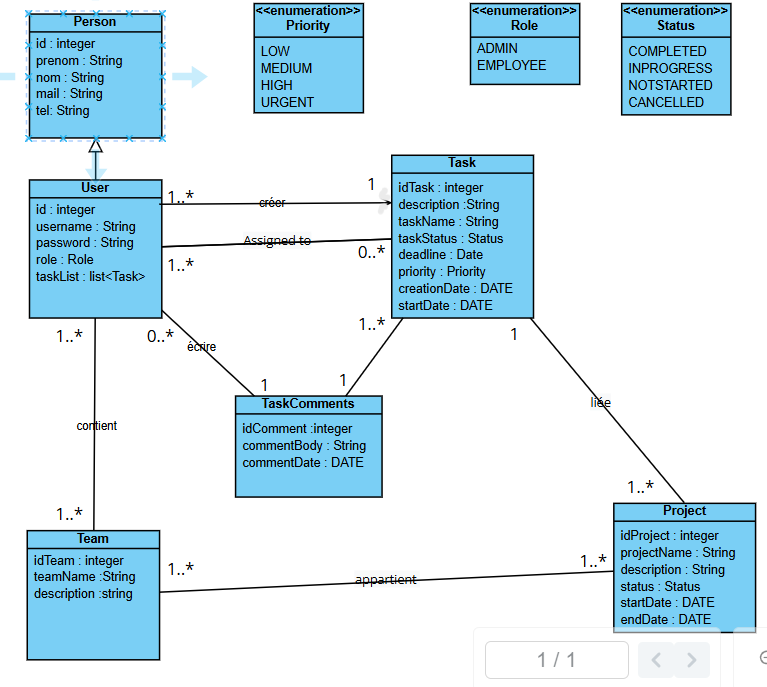 Person
id : integer
prenom : String
nom : String
mail : String
tel: String
<<enumeration>>
Priority
LOW
MEDIUM
HIGH
URGENT
<<enumeration>>
Role
ADMIN
EMPLOYEE
<<enumeration>>
Status
COMPLETED
INPROGRESS
NOTSTARTED
CANCELLED
User
id : integer
username : String
password : String
role : Role
taskList : list<Task>
1..*
créer
1
Assigned to
1..*
0..*
Task
idTask : integer
description :String
taskName : String
taskStatus : Status
deadline : Date
priority : Priority
creationDate : DATE
startDate : DATE
1..*
0..*
écrire
1
1..*
1
1
TaskComments
idComment :integer
commentBody : String
commentDate : DATE
contient
liée
1..*
1..*
Team
idTeam : integer
teamName :String
description :string
1..*
appartient
1..*
Project
idProject : integer
projectName : String
description : String
status : Status
startDate : DATE
endDate : DATE
1 / 1